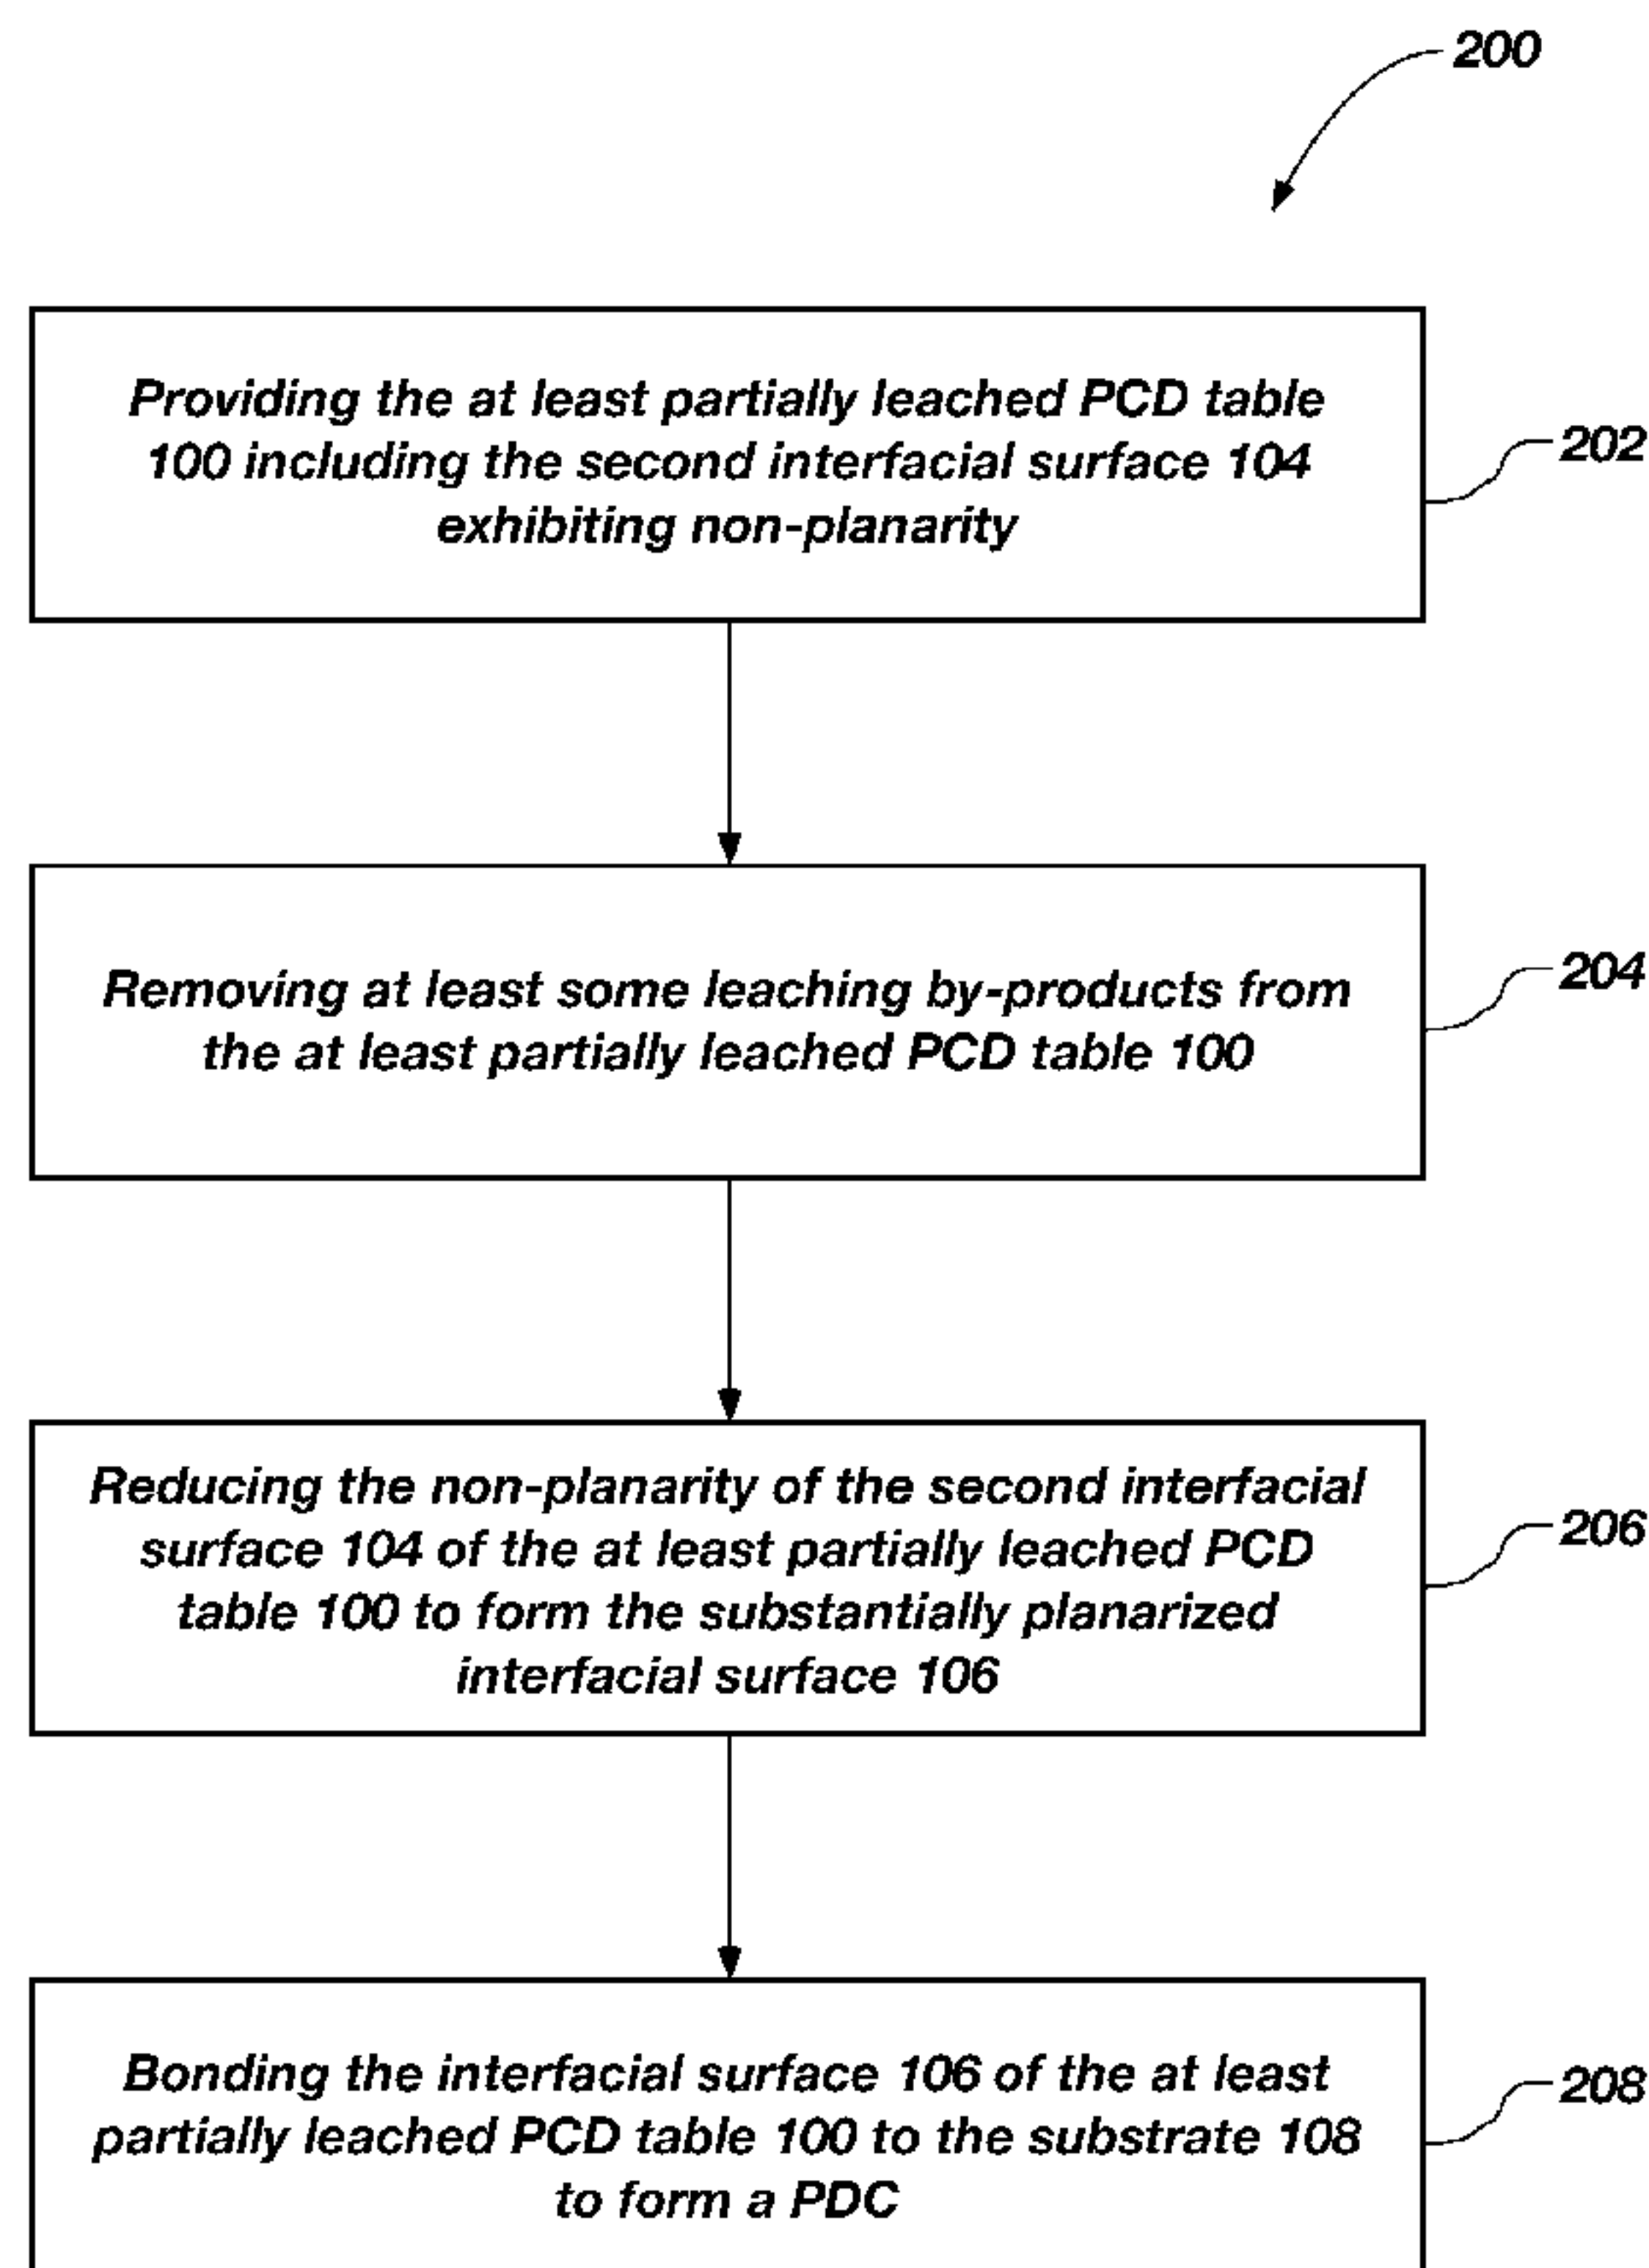 200
Providing the at least partially leached PCD table
100 including the second interfacial surface 104
exhibiting non-planarity
202
Removing at least some leaching by-products from
the at least partially leached PCD table 100
204
Reducing the non-planarity of the second interfacial
surface 104 of the at least partially leached PCD
table 100 to form the substantially planarized
interfacial surface 106
206
Bonding the interfacial surface 106 of the at least
partially leached PCD table 100 to the substrate 108
to form a PDC
208